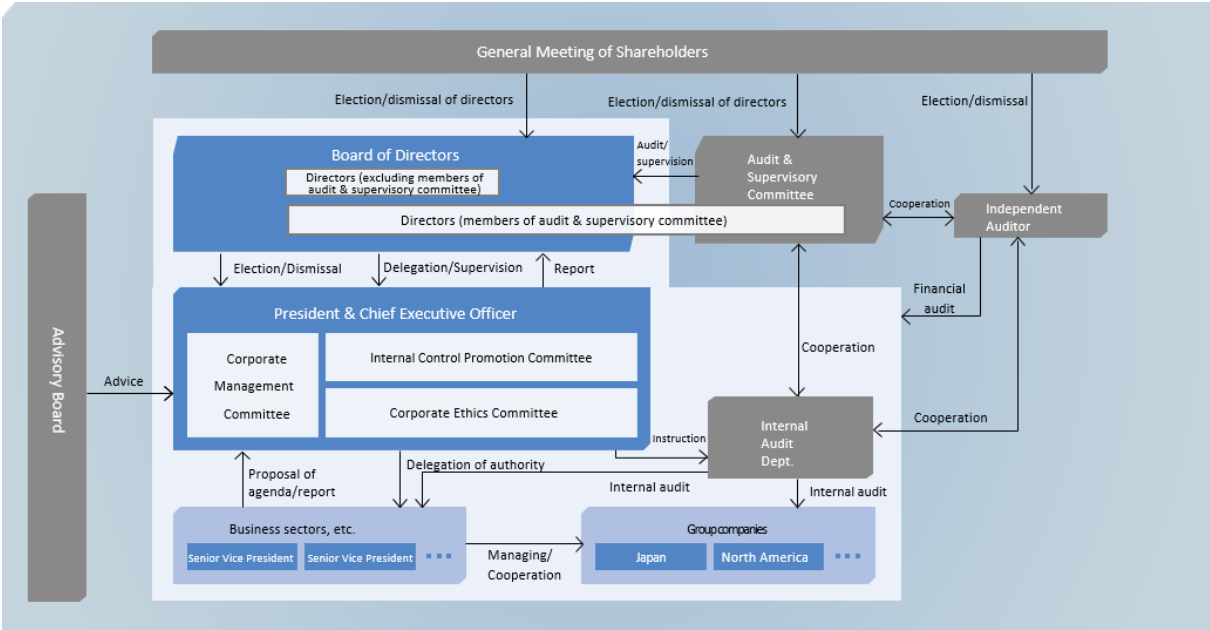 General Meeting of Shareholders
Election/dismissal of directors
Election/dismissal of directors
Election/dismissal
Board of Directors
Directors (excluding members of
audit & supervisory committee)
Directors (members of audit & supervisory committee)
Audit/
supervision
Audit &
Supervisory
Committee
Cooperation
Independent
Auditor
Election/Dismissal
Delegation/Supervision
Report
Financial
audit
Advisory Board
Advice
President & Chief Executive Officer
Corporate
Management
Committee
Internal Control Promotion Committee
Corporate Ethics Committee
Cooperation
Cooperation
Instruction
Internal
Audit
Dept.
Proposal of
agenda/report
Delegation of authority
Internal audit
Internal audit
Business sectors, etc.
Senior Vice President
Senior Vice President
Managing/
Cooperation
Group companies
Japan
North America